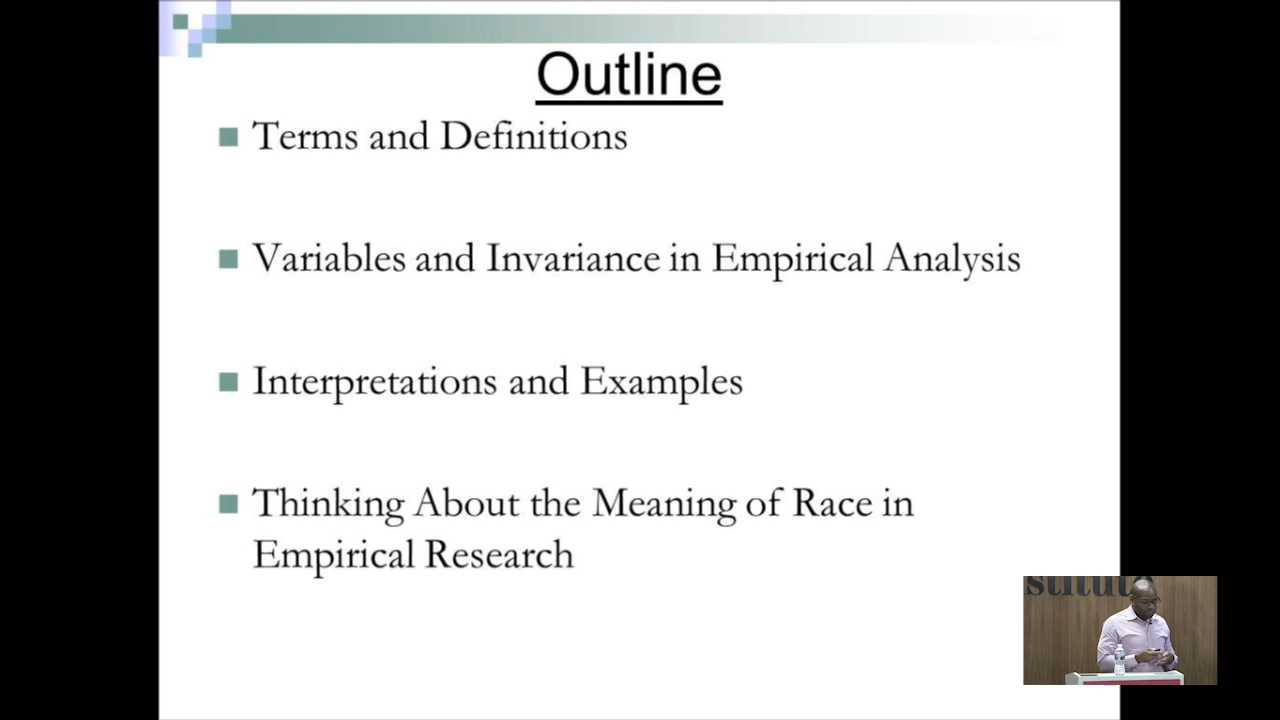 Outline
Terms and Definitions
Variables and Invariance in Empirical Analysis
Interpretations and Examples
Thinking About the Meaning of Race in
Empirical Research
stitute